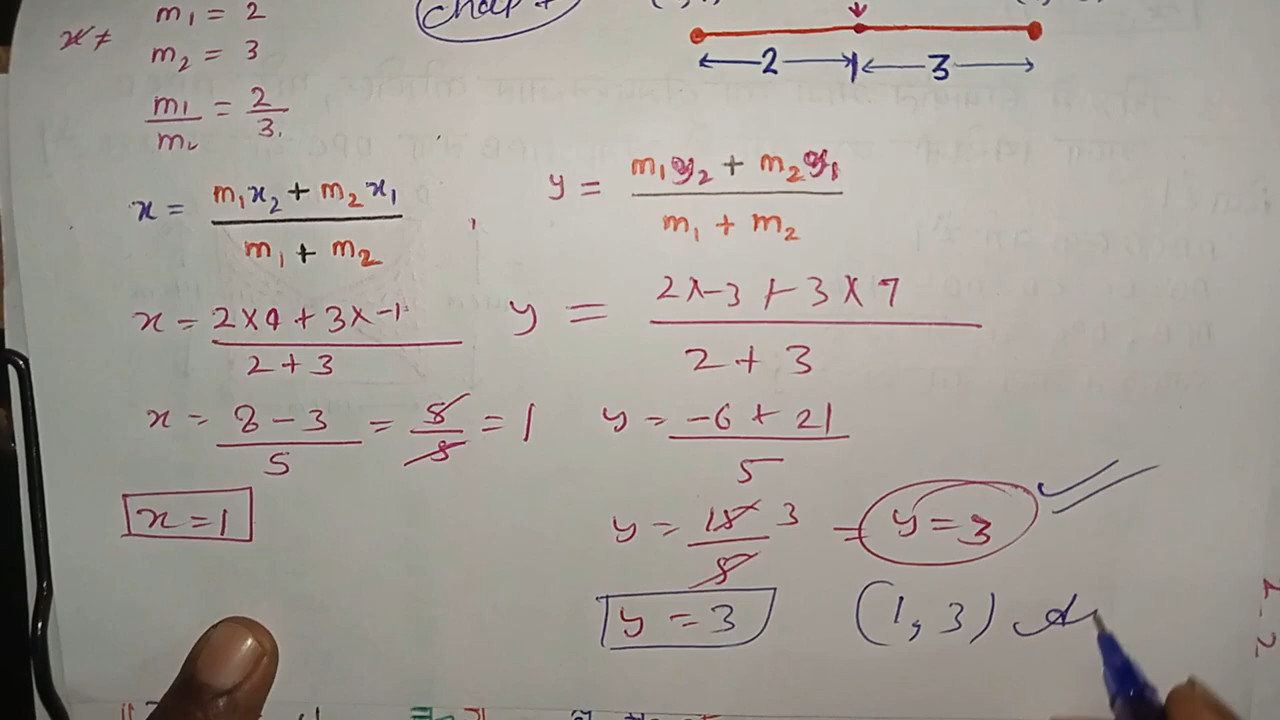 m₁ = 2
x ≠
m₂ = 3
m₁/m₂ = 2/3
2 3
x = (m₁x₂ + m₂x₁)/(m₁ + m₂) , y = (m₁y₂ + m₂y₁)/(m₁ + m₂)
x = (2×4 + 3×-1)/(2+3) y = (2×-3 + 3×7)/(2+3)
x = (8-3)/5 = 5/5 = 1 y = (-6 + 21)/5
x = 1 y = 15/5 3 = y = 3
y = 3 (1, 3)